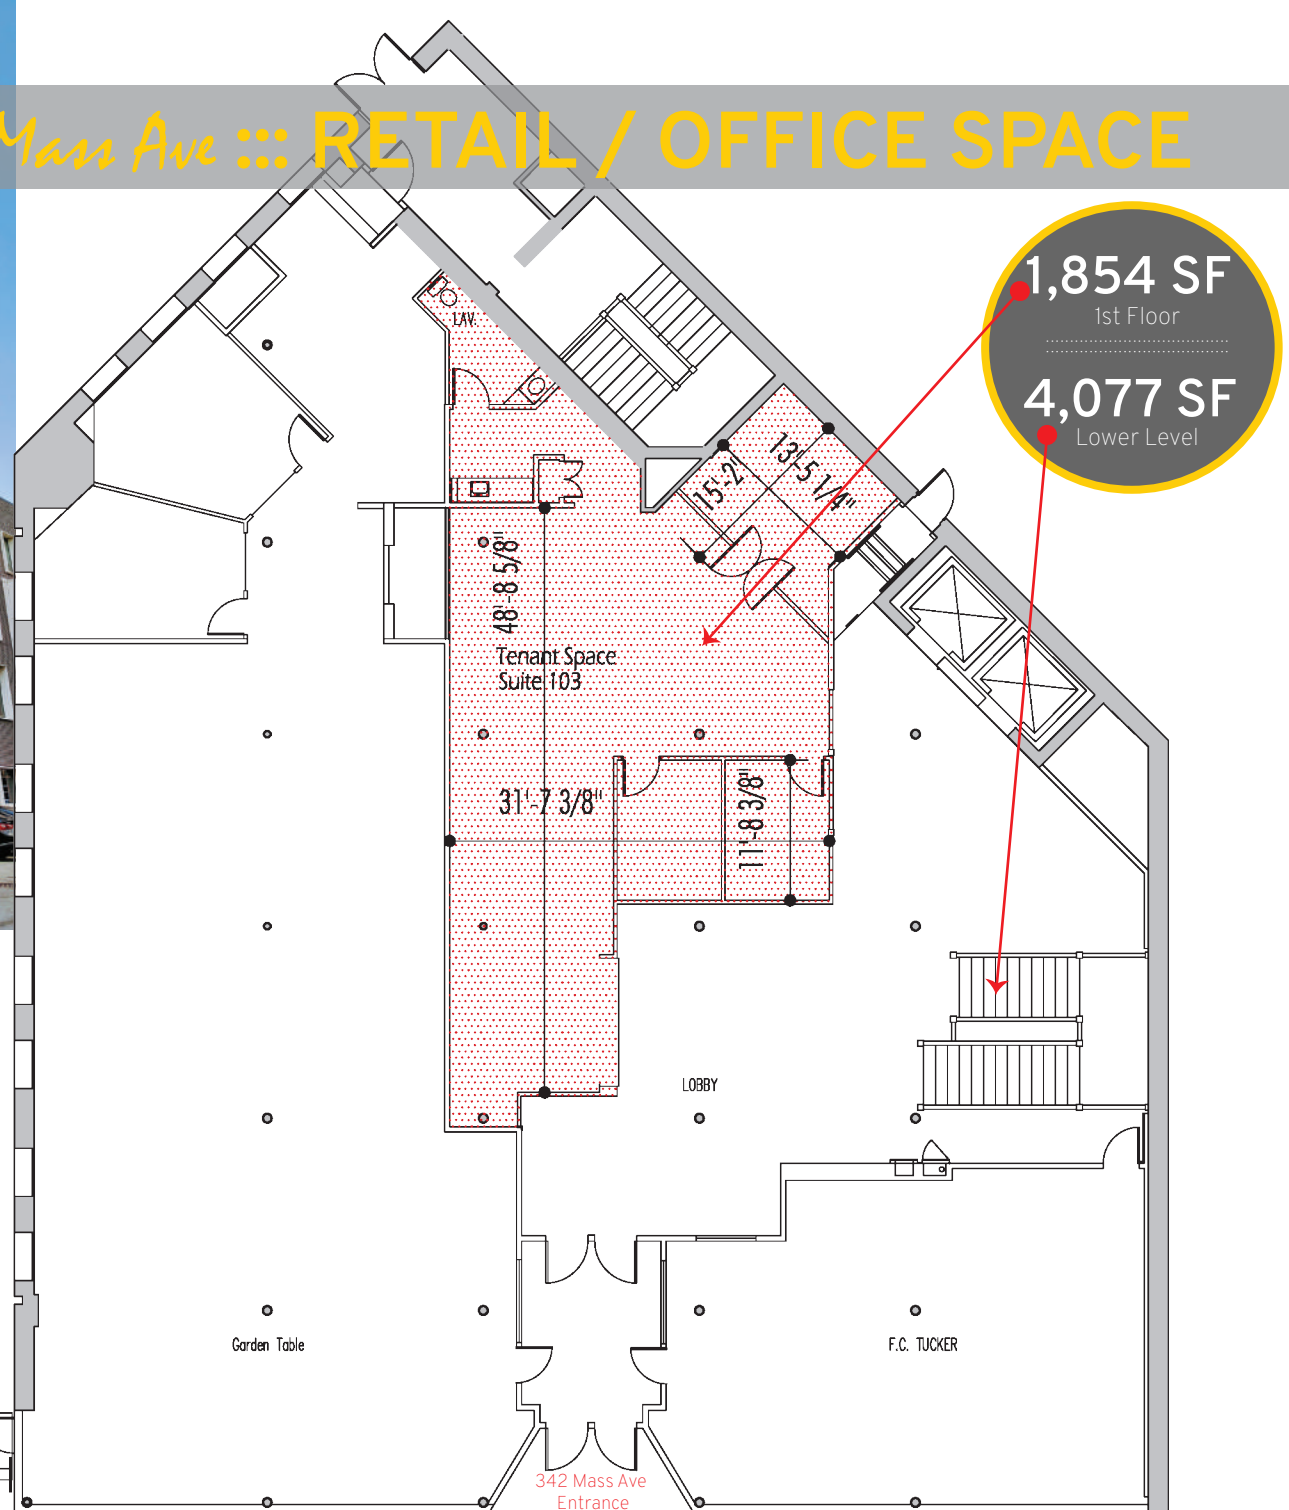 Mass Ave ::: RETAIL / OFFICE SPACE
1,854 SF
1st Floor
4,077 SF
Lower Level
LAV.
13'-5 1/4"
15'-2"
48'-8 5/8"
Tenant Space
Suite 103
31'-7 3/8"
11'-8 3/8"
LOBBY
Garden Table
F.C. TUCKER
342 Mass Ave
Entrance